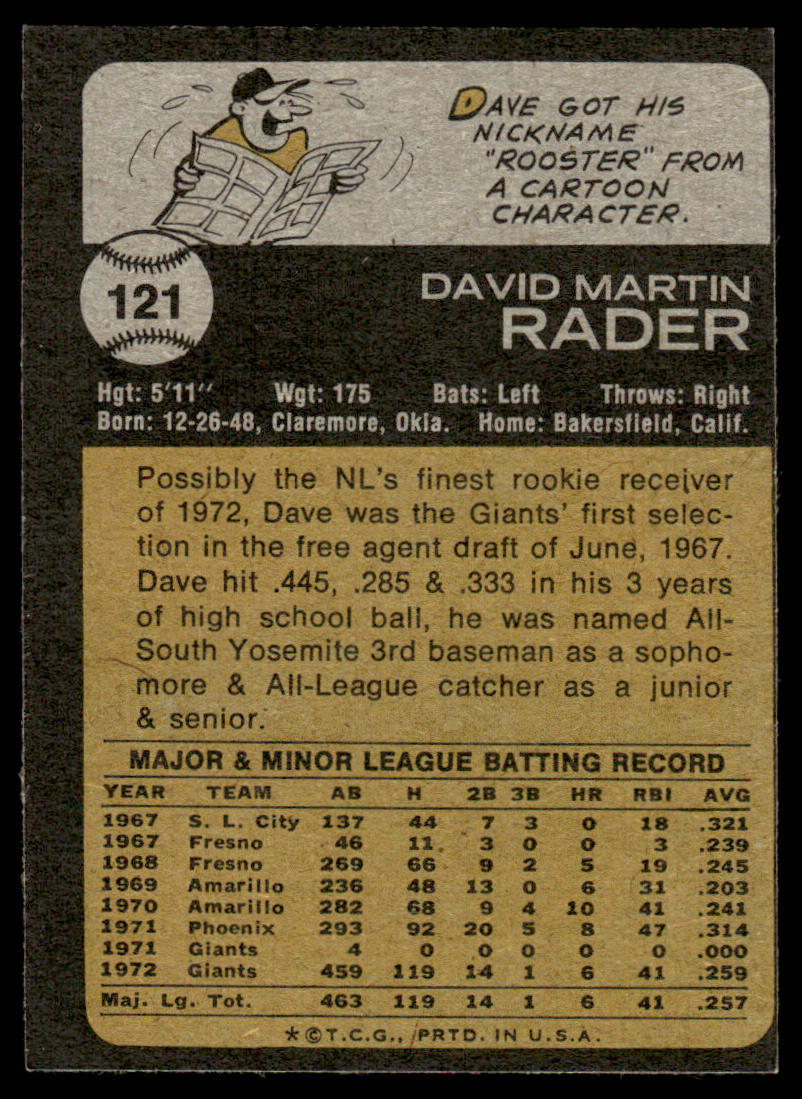 DAVE GOT HIS
NICKNAME
"ROOSTER" FROM
A CARTOON
CHARACTER.
121
DAVID MARTIN
RADER
Hgt: 5'11" Wgt: 175 Bats: Left Throws: Right
Born: 12-26-48, Claremore, Okla. Home: Bakersfield, Calif.
Possibly the NL's finest rookie receiver
of 1972, Dave was the Giants' first selec-
tion in the free agent draft of June, 1967.
Dave hit .445, .285 & .333 in his 3 years
of high school ball, he was named All-
South Yosemite 3rd baseman as a sopho-
more & All-League catcher as a junior
& senior.
MAJOR & MINOR LEAGUE BATTING RECORD
YEAR TEAM AB H 2B 3B HR RBI AVG
1967 S. L. City 137 44 7 3 0 18 .321
1967 Fresno 46 11 3 0 0 3 .239
1968 Fresno 269 66 9 2 5 19 .245
1969 Amarillo 236 48 13 0 6 31 .203
1970 Amarillo 282 68 9 4 10 41 .241
1971 Phoenix 293 92 20 5 8 47 .314
1971 Giants 4 0 0 0 0 0 .000
1972 Giants 459 119 14 1 6 41 .259
Maj. Lg. Tot. 463 119 14 1 6 41 .257
*©T.C.G., PRTD. IN U.S.A.